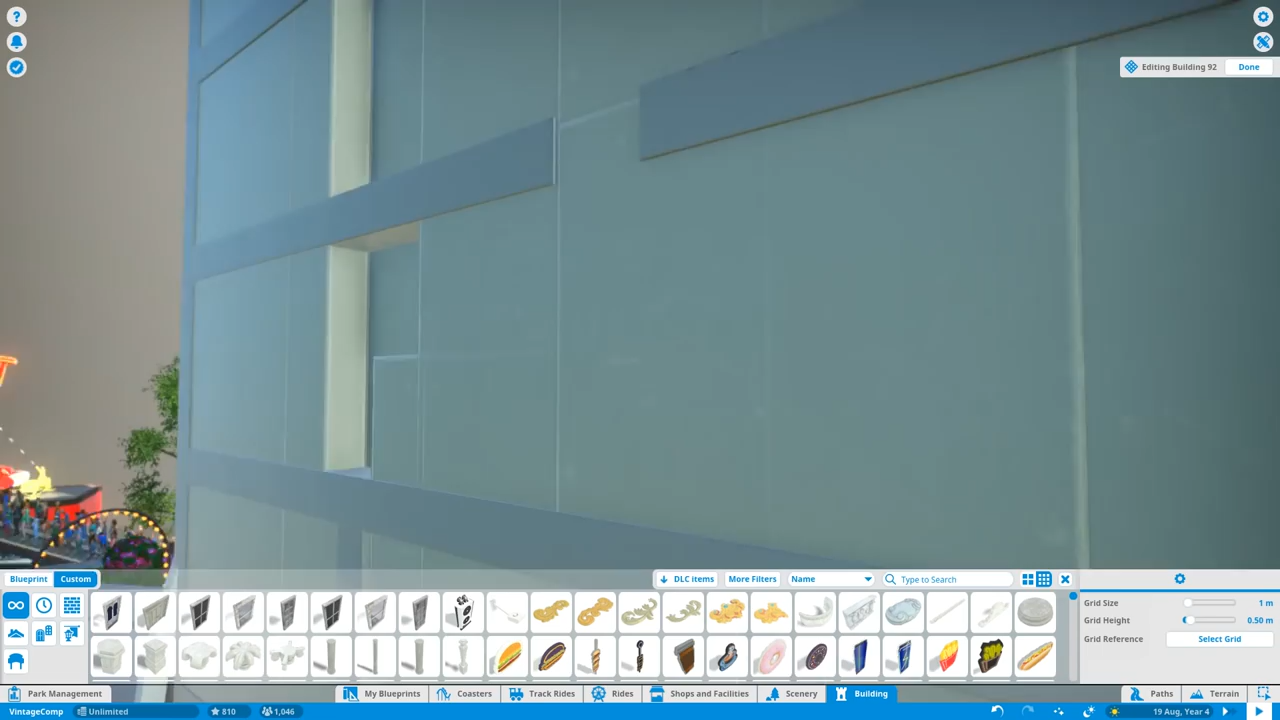 ?
Editing Building 92 Done
Blueprint Custom DLC items More Filters Name Type to Search
Grid Size 1 m
Grid Height 0.50 m
Grid Reference Select Grid
Park Management My Blueprints Coasters Track Rides Rides Shops and Facilities Scenery Building Paths Terrain
VintageComp Unlimited 810 1,046 19 Aug, Year 4